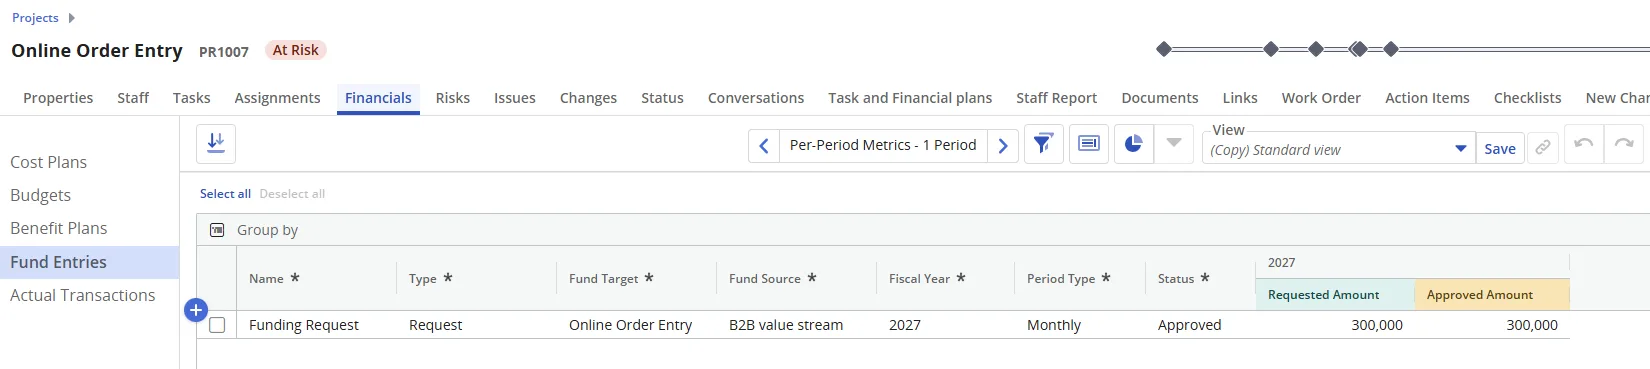 Projects
Online Order Entry PR1007 At Risk
Properties Staff Tasks Assignments Financials Risks Issues Changes Status Conversations Task and Financial plans Staff Report Documents Links Work Order Action Items Checklists New Char
Cost Plans
Budgets
Benefit Plans
Fund Entries
Actual Transactions
Per-Period Metrics - 1 Period
View
(Copy) Standard view
Save
Select all Deselect all
Group by
Name * Type * Fund Target * Fund Source * Fiscal Year * Period Type * Status * 2027
Requested Amount Approved Amount
Funding Request Request Online Order Entry B2B value stream 2027 Monthly Approved 300,000 300,000